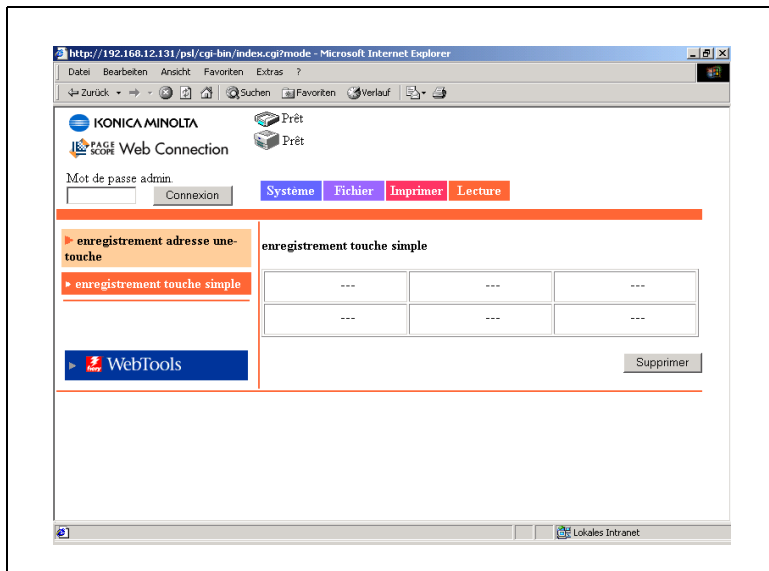 http://192.168.12.131/psl/cgi-bin/index.cgi?mode - Microsoft Internet Explorer
Datei Bearbeiten Ansicht Favoriten Extras ?
Zurück Suchen Favoriten Verlauf
KONICA MINOLTA
Prêt
PAGE SCOPE Web Connection
Prêt
Mot de passe admin.
Connexion
Système Fichier Imprimer Lecture
enregistrement adresse une-
touche
enregistrement touche simple
enregistrement touche simple
--- --- ---
--- --- ---
fiery WebTools
Supprimer
Lokales Intranet